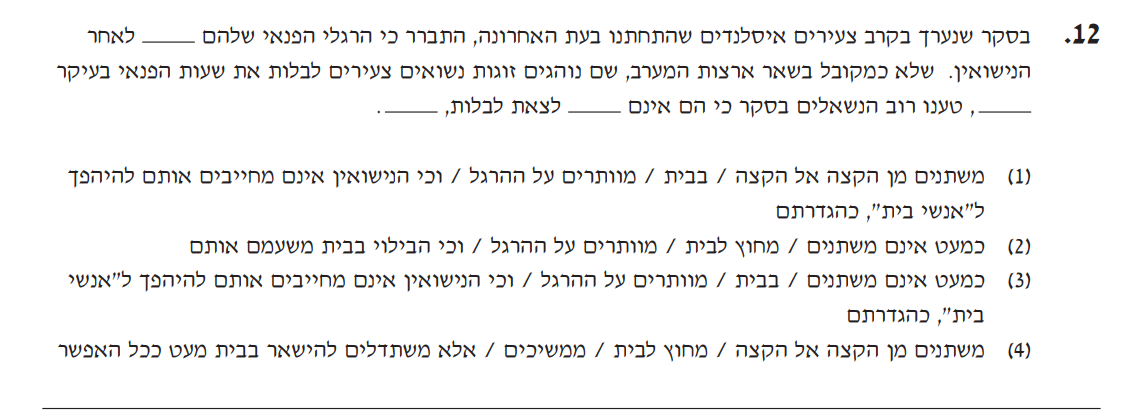 12. בסקר שנערך בקרב צעירים איסלנדים שהתחתנו בעת האחרונה, התברר כי הרגלי הפנאי שלהם _____ לאחר
הנישואין. שלא כמקובל בשאר ארצות המערב, שם נוהגים זוגות נשואים צעירים לבלות את שעות הפנאי בעיקר
_____, טענו רוב הנשאלים בסקר כי הם אינם _____ לצאת לבלות, _____.
(1) משתנים מן הקצה אל הקצה / בבית / מוותרים על ההרגל / וכי הנישואין אינם מחייבים אותם להיהפך
ל"אנשי בית", כהגדרתם
(2) כמעט אינם משתנים / מחוץ לבית / מוותרים על ההרגל / וכי הבילוי בבית משעמם אותם
(3) כמעט אינם משתנים / בבית / מוותרים על ההרגל / וכי הנישואין אינם מחייבים אותם להיהפך ל"אנשי
בית", כהגדרתם
(4) משתנים מן הקצה אל הקצה / מחוץ לבית / ממשיכים / אלא משתדלים להישאר בבית מעט ככל האפשר